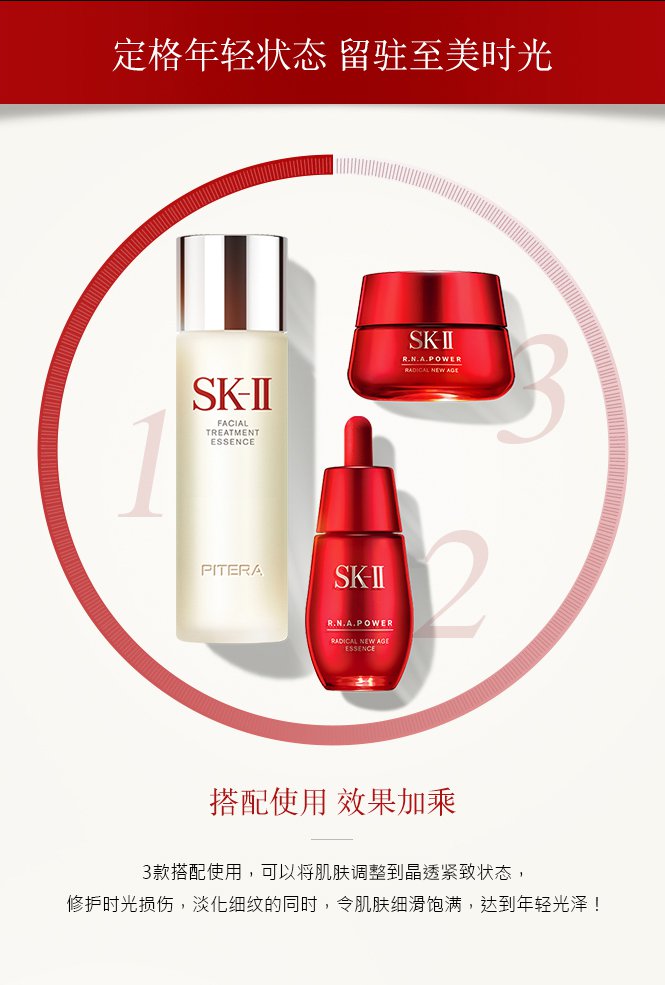 定格年轻状态 留驻至美时光
1
SK-II
FACIAL
TREATMENT
ESSENCE
PITERA
SK-II
R.N.A.POWER
RADICAL NEW AGE
3
SK-II
R.N.A.POWER
RADICAL NEW AGE
ESSENCE
2
搭配使用 效果加乘
3款搭配使用，可以将肌肤调整到晶透紧致状态，
修护时光损伤，淡化细纹的同时，令肌肤细滑饱满，达到年轻光泽！